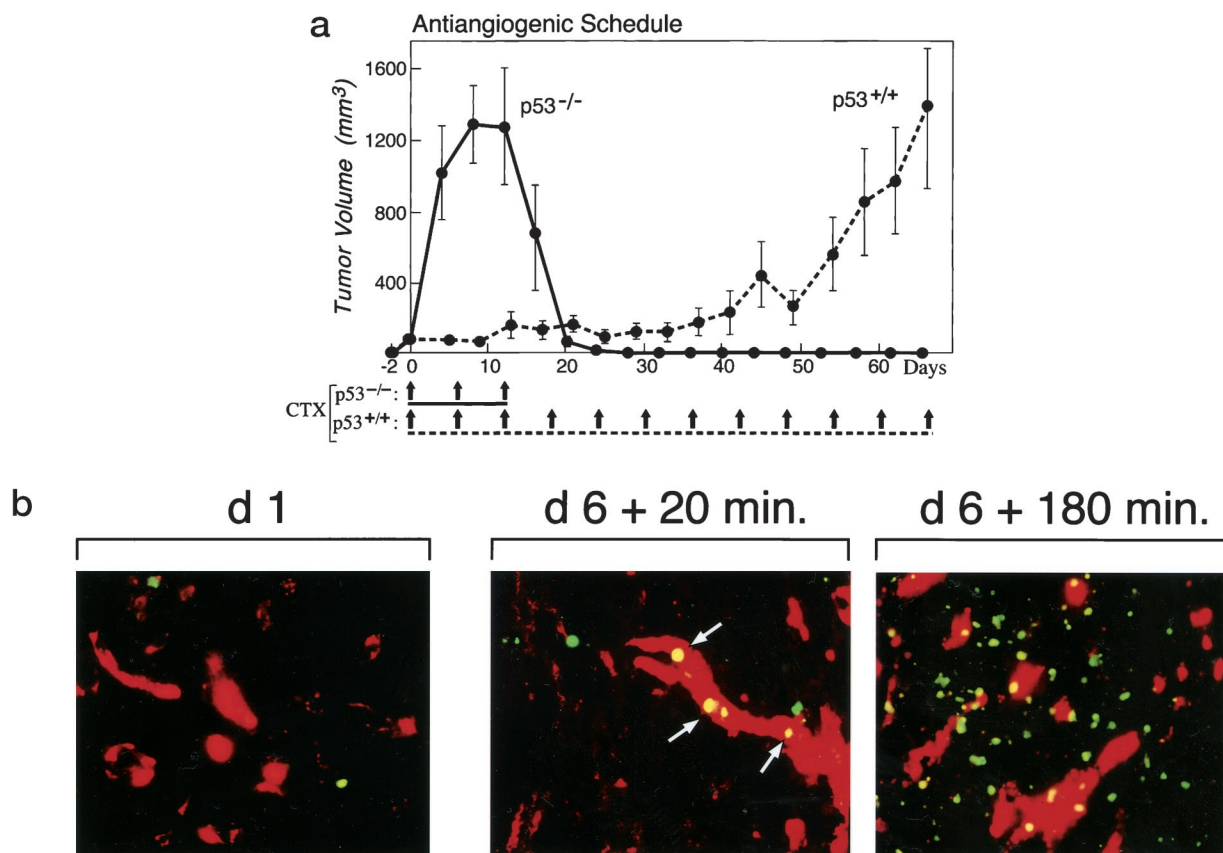 a Antiangiogenic Schedule
Tumor Volume (mm³)
1600
1200
800
400
p53-/-
p53+/+
-2 0 10 20 30 40 50 60 Days
CTX
p53-/- :
p53+/+ :
b
d 1
d 6 + 20 min.
d 6 + 180 min.